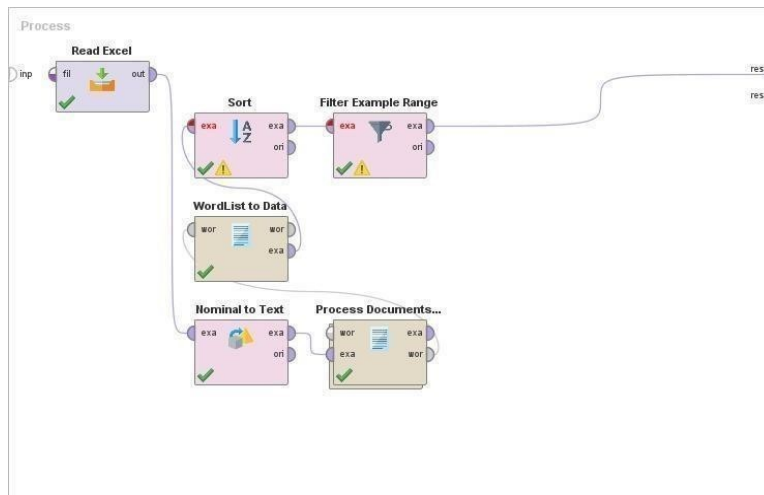 Process
Read Excel
inp
fil
out
res
res
Sort
Filter Example Range
exa
exa
ori
exa
exa
ori
A
Z
WordList to Data
wor
wor
exa
Nominal to Text
Process Documents...
exa
exa
ori
wor
exa
exa
wor